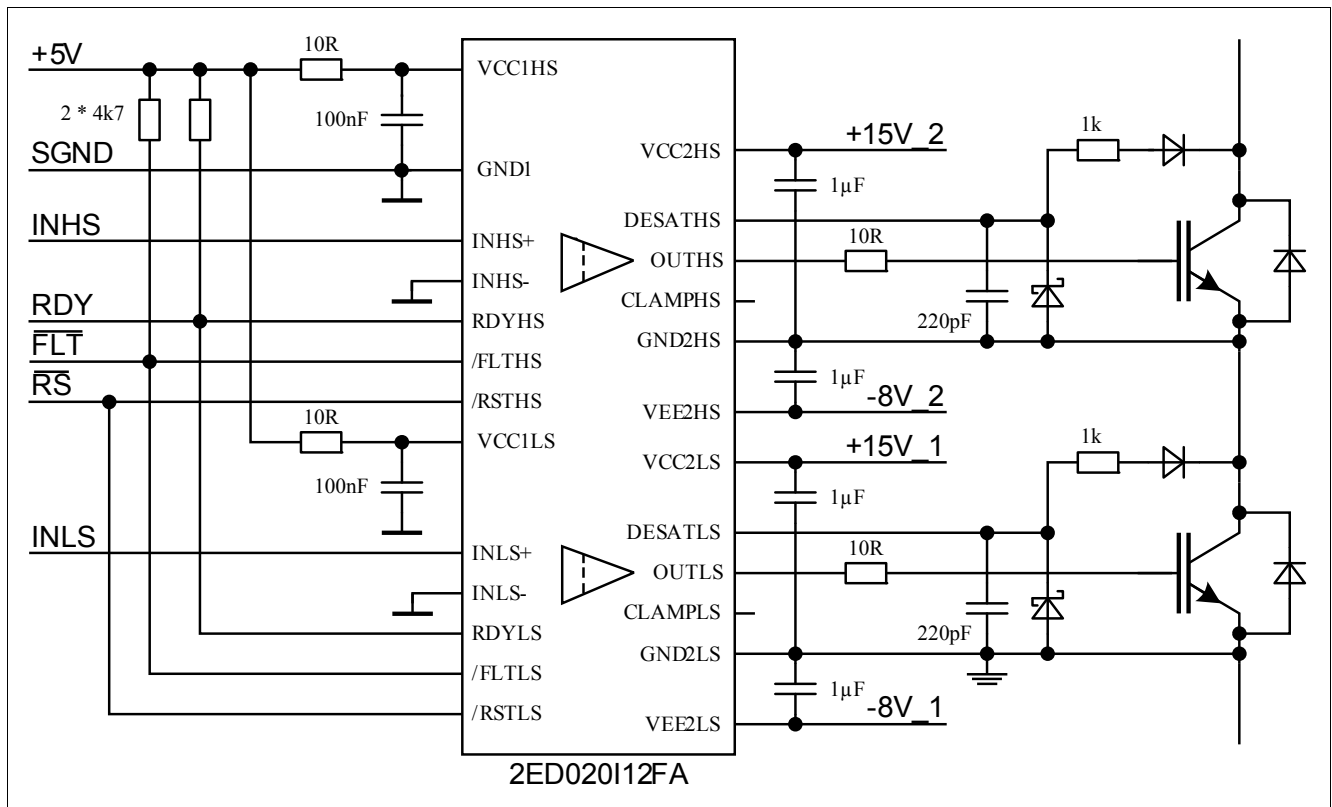 +5V
10R
VCC1HS
2 * 4k7
100nF
SGND
GND1
INHS
INHS+
INHS-
RDY
RDYHS
FLT
/FLTHS
RS
/RSTHS
10R
VCC1LS
100nF
INLS
INLS+
INLS-
RDYLS
/FLTLS
/RSTLS
VCC2HS
+15V_2
1k
1µF
DESATHS
10R
OUTHS
CLAMPHS
220pF
GND2HS
1µF
-8V_2
VEE2HS
+15V_1
VCC2LS
1k
1µF
DESATLS
10R
OUTLS
CLAMPLS
220pF
GND2LS
1µF
-8V_1
VEE2LS
2ED020I12FA